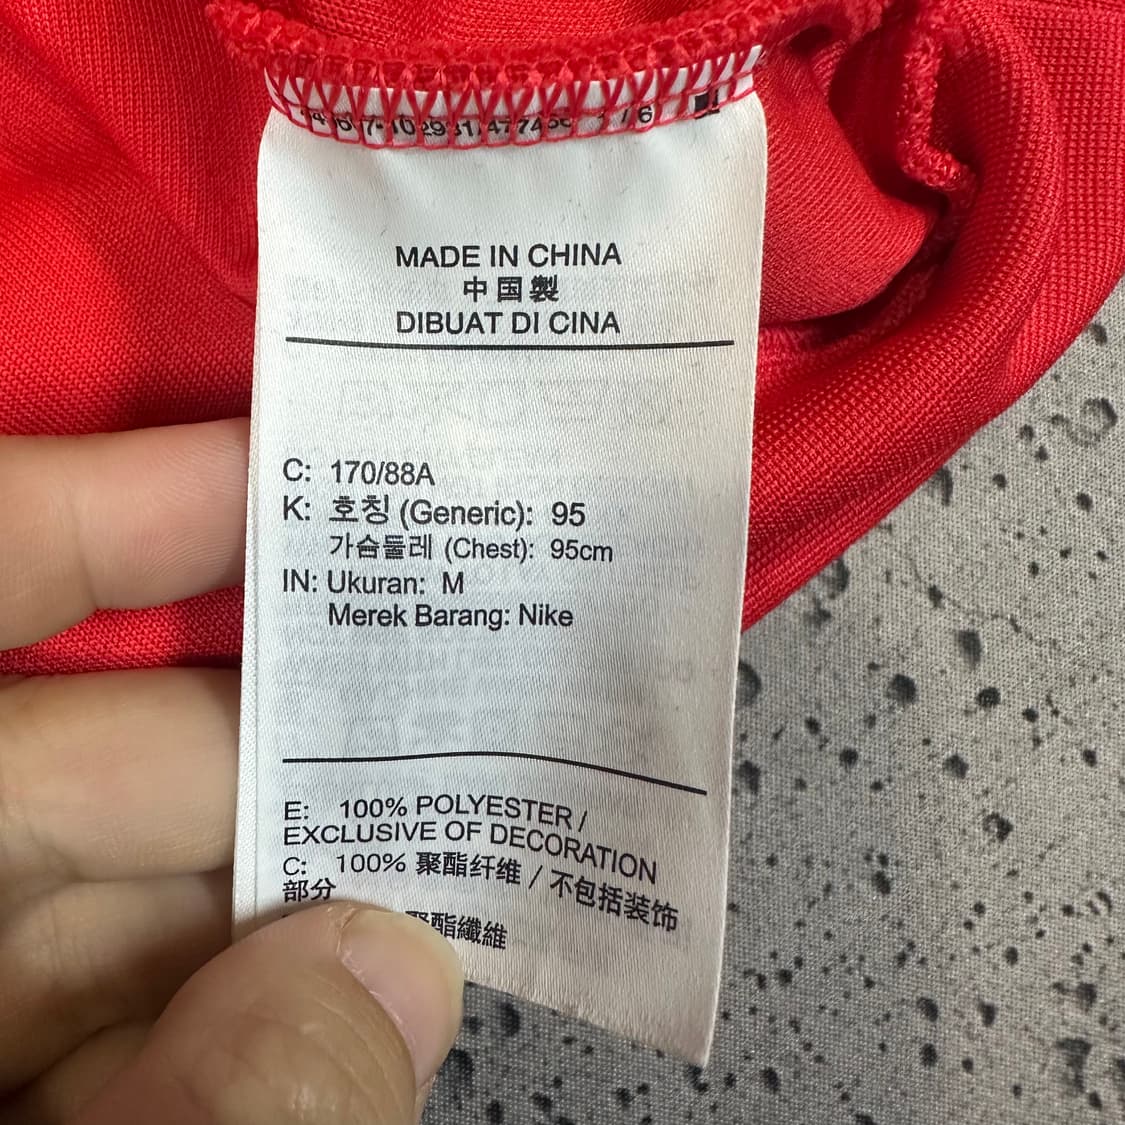 MADE IN CHINA
中国製
DIBUAT DI CINA
C: 170/88A
K: 호칭 (Generic): 95
가슴둘레 (Chest): 95cm
IN: Ukuran: M
Merek Barang: Nike
E: 100% POLYESTER /
EXCLUSIVE OF DECORATION
C: 100% 聚酯纤维 / 不包括装饰
部分
聚酯纖維